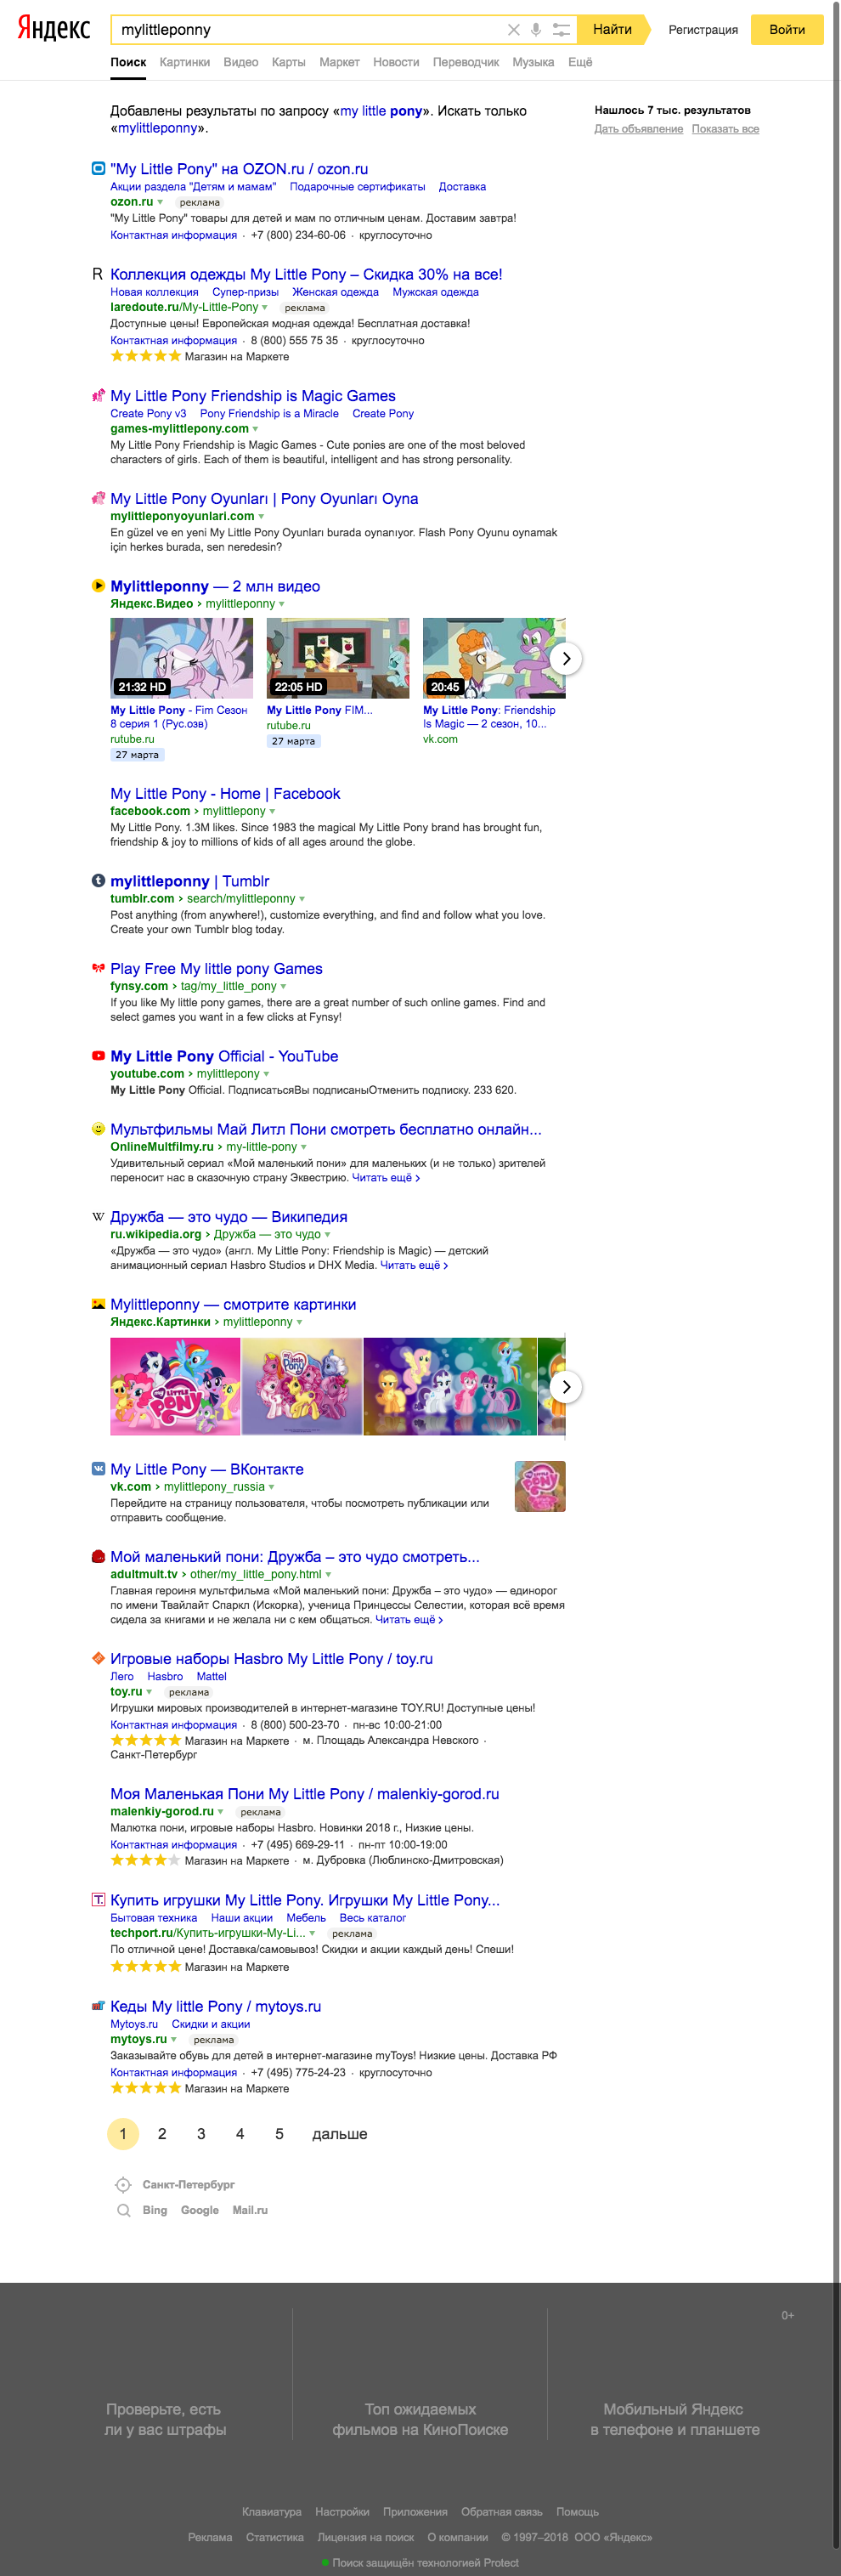 Яндекс
mylittleponny
Найти
Регистрация
Войти
Поиск Картинки Видео Карты Маркет Новости Переводчик Музыка Ещё
Добавлены результаты по запросу «my little pony». Искать только
«mylittleponny».
Нашлось 7 тыс. результатов
Дать объявление Показать все
"My Little Pony" на OZON.ru / ozon.ru
Акции раздела "Детям и мамам" Подарочные сертификаты Доставка
ozon.ru реклама
"My Little Pony" товары для детей и мам по отличным ценам. Доставим завтра!
Контактная информация · +7 (800) 234-60-06 · круглосуточно
Коллекция одежды My Little Pony – Скидка 30% на все!
Новая коллекция Супер-призы Женская одежда Мужская одежда
laredoute.ru/My-Little-Pony реклама
Доступные цены! Европейская модная одежда! Бесплатная доставка!
Контактная информация · 8 (800) 555 75 35 · круглосуточно
Магазин на Маркете
My Little Pony Friendship is Magic Games
Create Pony v3 Pony Friendship is a Miracle Create Pony
games-mylittlepony.com
My Little Pony Friendship is Magic Games - Cute ponies are one of the most beloved
characters of girls. Each of them is beautiful, intelligent and has strong personality.
My Little Pony Oyunları | Pony Oyunları Oyna
mylittleponyoyunlari.com
En güzel ve en yeni My Little Pony Oyunları burada oynanıyor. Flash Pony Oyunu oynamak
için herkes burada, sen neredesin?
Mylittleponny — 2 млн видео
Яндекс.Видео › mylittleponny
21:32 HD 22:05 HD 20:45
My Little Pony - Fim Сезон
8 серия 1 (Рус.озв)
rutube.ru
27 марта
My Little Pony FIM...
rutube.ru
27 марта
My Little Pony: Friendship
Is Magic — 2 сезон, 10...
vk.com
My Little Pony - Home | Facebook
facebook.com › mylittlepony
My Little Pony. 1.3M likes. Since 1983 the magical My Little Pony brand has brought fun,
friendship & joy to millions of kids of all ages around the globe.
mylittleponny | Tumblr
tumblr.com › search/mylittleponny
Post anything (from anywhere!), customize everything, and find and follow what you love.
Create your own Tumblr blog today.
Play Free My little pony Games
fynsy.com › tag/my_little_pony
If you like My little pony games, there are a great number of such online games. Find and
select games you want in a few clicks at Fynsy!
My Little Pony Official - YouTube
youtube.com › mylittlepony
My Little Pony Official. ПодписатьсяВы подписаныОтменить подписку. 233 620.
Мультфильмы Май Литл Пони смотреть бесплатно онлайн...
OnlineMultfilmy.ru › my-little-pony
Удивительный сериал «Мой маленький пони» для маленьких (и не только) зрителей
переносит нас в сказочную страну Эквестрию. Читать ещё ›
Дружба — это чудо — Википедия
ru.wikipedia.org › Дружба — это чудо
«Дружба — это чудо» (англ. My Little Pony: Friendship is Magic) — детский
анимационный сериал Hasbro Studios и DHX Media. Читать ещё ›
Mylittleponny — смотрите картинки
Яндекс.Картинки › mylittleponny
My Little Pony — ВКонтакте
vk.com › mylittlepony_russia
Перейдите на страницу пользователя, чтобы посмотреть публикации или
отправить сообщение.
Мой маленький пони: Дружба – это чудо смотреть...
adultmult.tv › other/my_little_pony.html
Главная героиня мультфильма «Мой маленький пони: Дружба – это чудо» — единорог
по имени Твайлайт Спаркл (Искорка), ученица Принцессы Селестии, которая всё время
сидела за книгами и не желала ни с кем общаться. Читать ещё ›
Игровые наборы Hasbro My Little Pony / toy.ru
Лего Hasbro Mattel
toy.ru реклама
Игрушки мировых производителей в интернет-магазине TOY.RU! Доступные цены!
Контактная информация · 8 (800) 500-23-70 · пн-вс 10:00-21:00
Магазин на Маркете · м. Площадь Александра Невского ·
Санкт-Петербург
Моя Маленькая Пони My Little Pony / malenkiy-gorod.ru
malenkiy-gorod.ru реклама
Малютка пони, игровые наборы Hasbro. Новинки 2018 г., Низкие цены.
Контактная информация · +7 (495) 669-29-11 · пн-пт 10:00-19:00
Магазин на Маркете · м. Дубровка (Люблинско-Дмитровская)
Купить игрушки My Little Pony. Игрушки My Little Pony...
Бытовая техника Наши акции Мебель Весь каталог
techport.ru/Купить-игрушки-My-Li... реклама
По отличной цене! Доставка/самовывоз! Скидки и акции каждый день! Спеши!
Магазин на Маркете
Кеды My little Pony / mytoys.ru
Mytoys.ru Скидки и акции
mytoys.ru реклама
Заказывайте обувь для детей в интернет-магазине myToys! Низкие цены. Доставка РФ
Контактная информация · +7 (495) 775-24-23 · круглосуточно
Магазин на Маркете
1 2 3 4 5 дальше
Санкт-Петербург
Bing Google Mail.ru
0+
Проверьте, есть
ли у вас штрафы
Топ ожидаемых
фильмов на КиноПоиске
Мобильный Яндекс
в телефоне и планшете
Клавиатура Настройки Приложения Обратная связь Помощь
Реклама Статистика Лицензия на поиск О компании © 1997–2018 ООО «Яндекс»
Поиск защищён технологией Protect